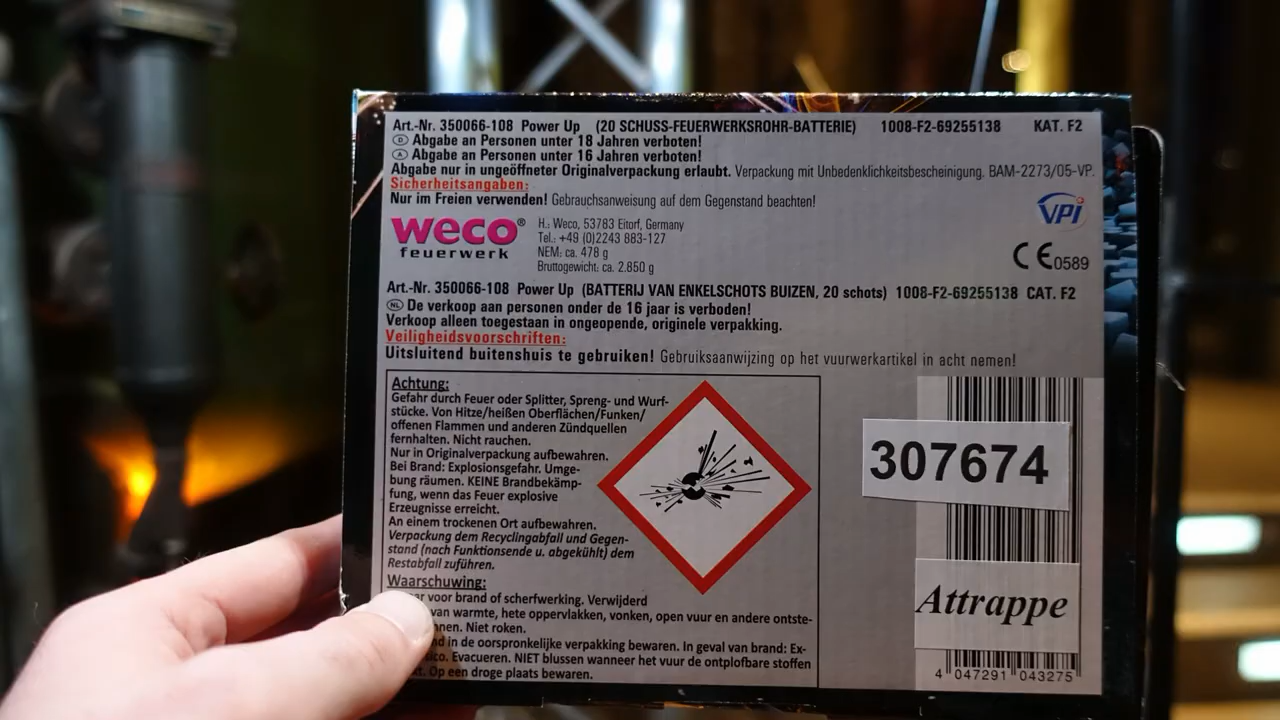 Art.-Nr. 350066-108 Power Up (20 SCHUSS-FEUERWERKSROHR-BATTERIE) 1008-F2-69255138 KAT. F2
D Abgabe an Personen unter 18 Jahren verboten!
A Abgabe an Personen unter 16 Jahren verboten!
Abgabe nur in ungeöffneter Originalverpackung erlaubt. Verpackung mit Unbedenklichkeitsbescheinigung. BAM-2273/05-VP.
Sicherheitsangaben:
Nur im Freien verwenden! Gebrauchsanweisung auf dem Gegenstand beachten!
VPI
weco®
feuerwerk
H.: Weco, 53783 Eitorf, Germany
Tel.: +49 (0)2243 883-127
NEM: ca. 478 g
Bruttogewicht: ca. 2.850 g
CE0589
Art.-Nr. 350066-108 Power Up (BATTERIJ VAN ENKELSCHOTS BUIZEN, 20 schots) 1008-F2-69255138 CAT. F2
NL De verkoop aan personen onder de 16 jaar is verboden!
Verkoop alleen toegestaan in ongeopende, originele verpakking.
Veiligheidsvoorschriften:
Uitsluitend buitenshuis te gebruiken! Gebruiksaanwijzing op het vuurwerkartikel in acht nemen!
Achtung:
Gefahr durch Feuer oder Splitter, Spreng- und Wurf-
stücke. Von Hitze/heißen Oberflächen/Funken/
offenen Flammen und anderen Zündquellen
fernhalten. Nicht rauchen.
Nur in Originalverpackung aufbewahren.
Bei Brand: Explosionsgefahr. Umge-
bung räumen. KEINE Brandbekämp-
fung, wenn das Feuer explosive
Erzeugnisse erreicht.
An einem trockenen Ort aufbewahren.
Verpackung dem Recyclingabfall und Gegen-
stand (nach Funktionsende u. abgekühlt) dem
Restabfall zuführen.
Waarschuwing:
voor brand of scherfwerking. Verwijderd
van warmte, hete oppervlakken, vonken, open vuur en andere ontste-
Niet roken.
in de oorspronkelijke verpakking bewaren. In geval van brand: Ex-
Evacueren. NIET blussen wanneer het vuur de ontplofbare stoffen
Op een droge plaats bewaren.
307674
Attrappe
4 047291 043275